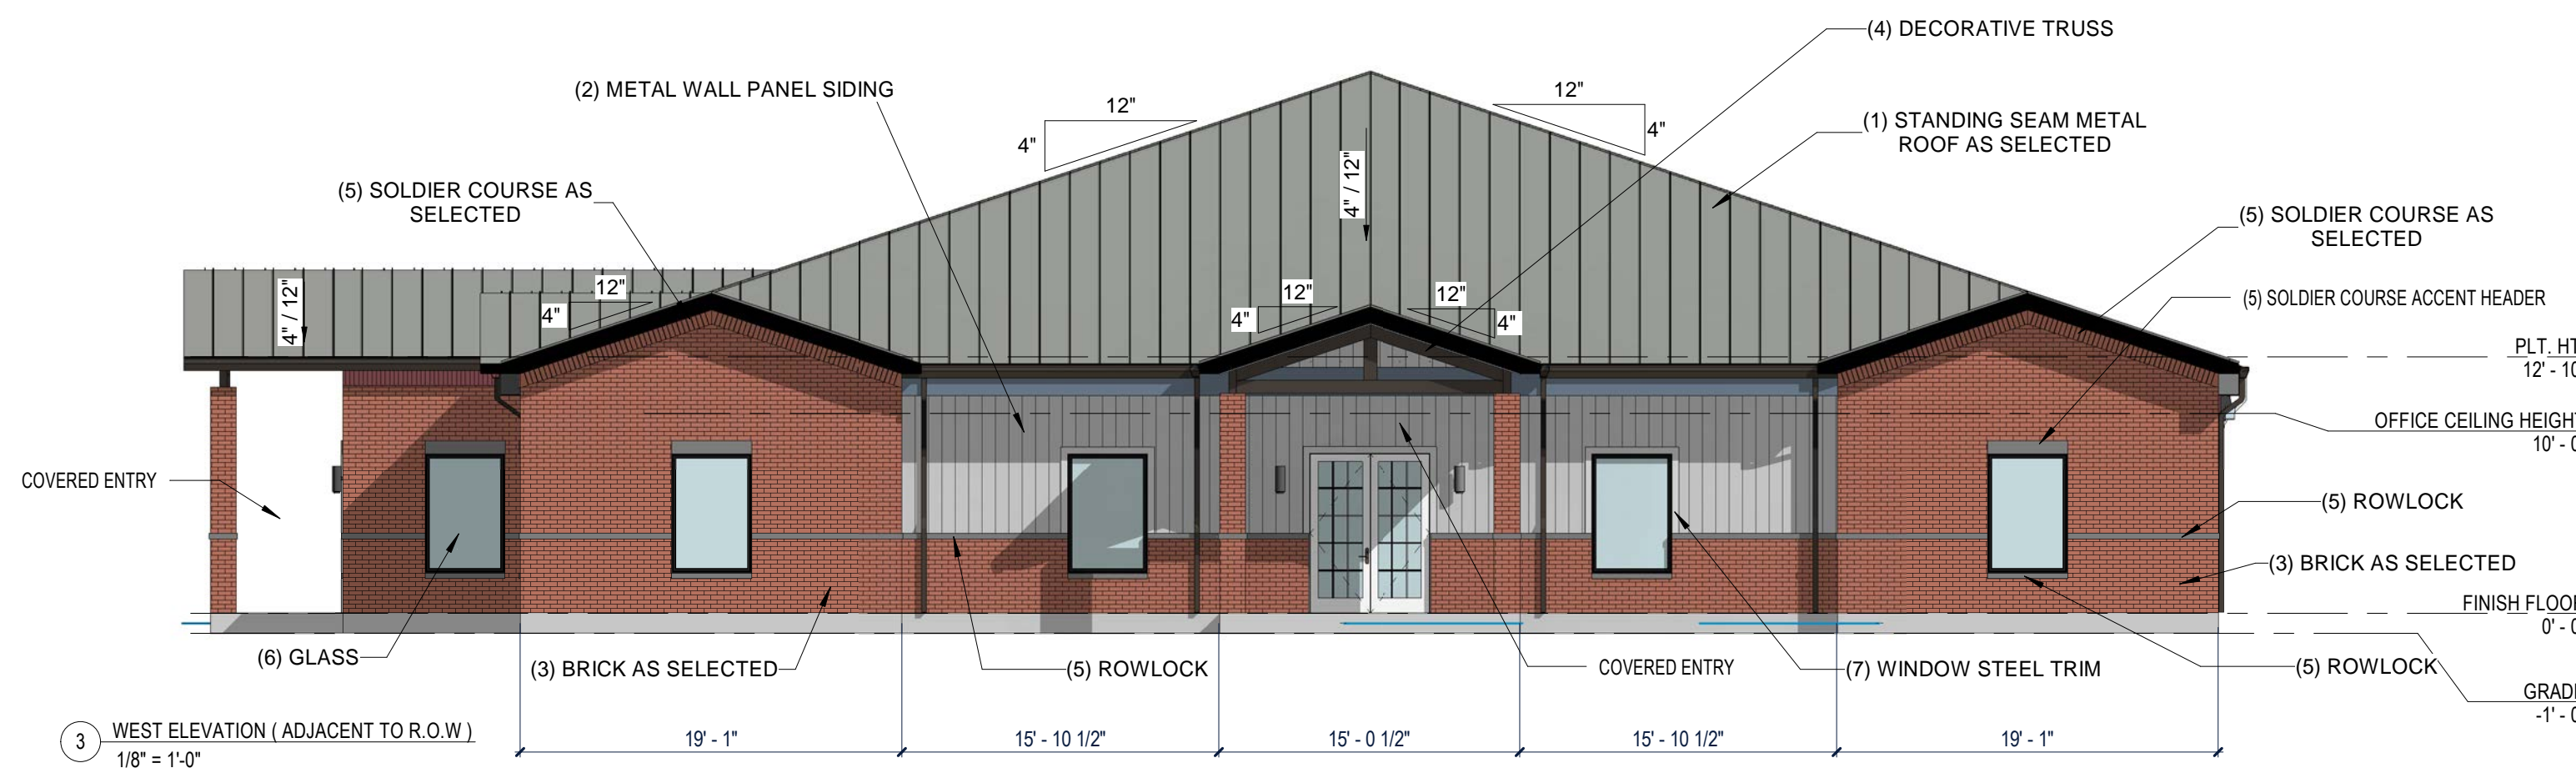 (4) DECORATIVE TRUSS
(2) METAL WALL PANEL SIDING
12"
4"
12"
4"
(1) STANDING SEAM METAL
ROOF AS SELECTED
4" / 12"
(5) SOLDIER COURSE AS
SELECTED
(5) SOLDIER COURSE AS
SELECTED
4" / 12"
12"
4"
12"
4"
12"
4"
(5) SOLDIER COURSE ACCENT HEADER
PLT. HT
12' - 10
OFFICE CEILING HEIGHT
10' - 0
COVERED ENTRY
(5) ROWLOCK
(3) BRICK AS SELECTED
FINISH FLOOR
0' - 0
(6) GLASS
(3) BRICK AS SELECTED
(5) ROWLOCK
COVERED ENTRY
(7) WINDOW STEEL TRIM
(5) ROWLOCK
GRADE
-1' - 0
3
WEST ELEVATION ( ADJACENT TO R.O.W )
1/8" = 1'-0"
19' - 1"
15' - 10 1/2"
15' - 0 1/2"
15' - 10 1/2"
19' - 1"